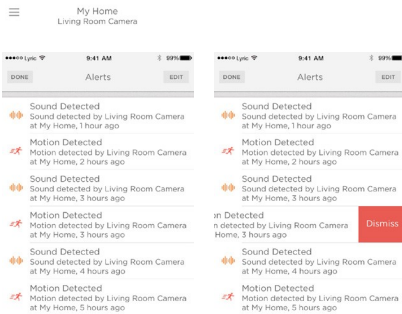 My Home
Living Room Camera
Lyric 9:41 AM 99%
DONE Alerts EDIT
Sound Detected
Sound detected by Living Room Camera
at My Home, 1 hour ago
Motion Detected
Motion detected by Living Room Camera
at My Home, 2 hours ago
Sound Detected
Sound detected by Living Room Camera
at My Home, 3 hours ago
Motion Detected
Motion detected by Living Room Camera
at My Home, 3 hours ago
Sound Detected
Sound detected by Living Room Camera
at My Home, 4 hours ago
Motion Detected
Motion detected by Living Room Camera
at My Home, 5 hours ago
Lyric 9:41 AM 99%
DONE Alerts EDIT
Sound Detected
Sound detected by Living Room Camera
at My Home, 1 hour ago
Motion Detected
Motion detected by Living Room Camera
at My Home, 2 hours ago
Sound Detected
Sound detected by Living Room Camera
at My Home, 3 hours ago
n Detected
n detected by Living Room Camera
Home, 3 hours ago
Dismiss
Sound Detected
Sound detected by Living Room Camera
at My Home, 4 hours ago
Motion Detected
Motion detected by Living Room Camera
at My Home, 5 hours ago